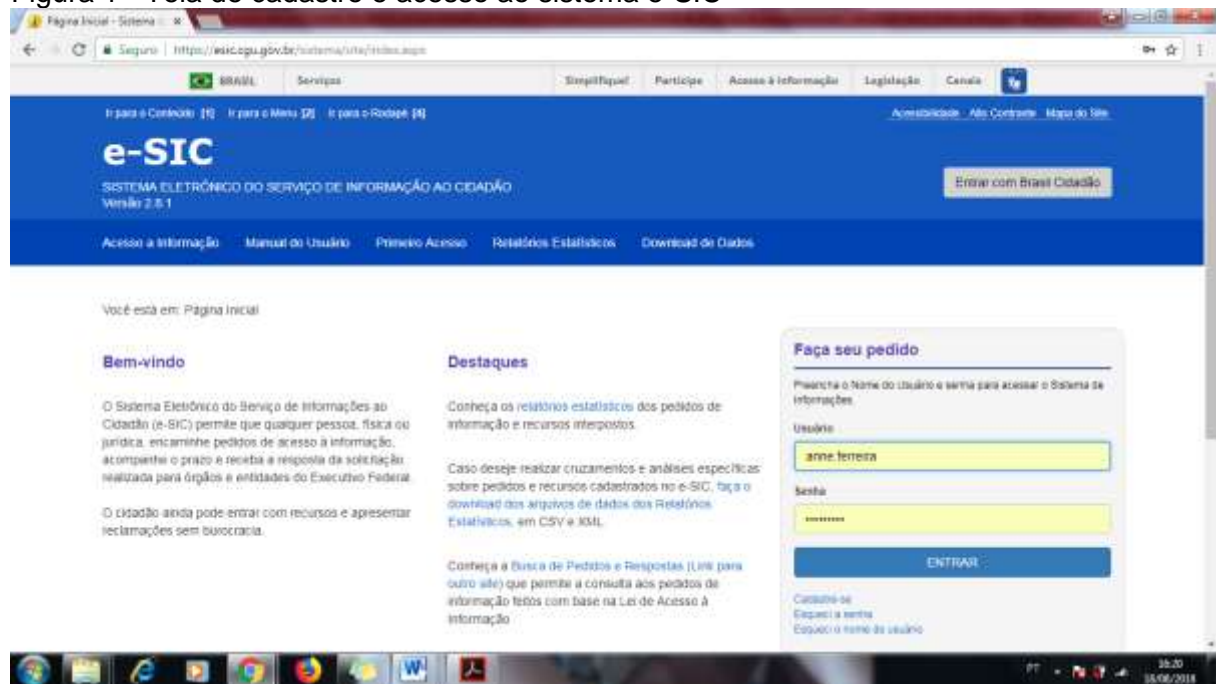 Figura 1 - Tela de cadastro e acesso ao sistema e-SIC
Página Inicial - Sistema
Seguro | https://esic.cgu.gov.br/sistema/site/index.aspx
BRASIL Serviços Simplifique! Participe Acesso à informação Legislação Canais
Ir para o Conteúdo [1] Ir para o Menu [2] Ir para o Rodapé [4] Acessibilidade Alto Contraste Mapa do Site
e-SIC
SISTEMA ELETRÔNICO DO SERVIÇO DE INFORMAÇÃO AO CIDADÃO
Entrar com Brasil Cidadão
Versão 2.8.1
Acesso a Informação Manual do Usuário Primeiro Acesso Relatórios Estatísticos Download de Dados
Você está em: Página Inicial
Bem-vindo
O Sistema Eletrônico do Serviço de Informações ao
Cidadão (e-SIC) permite que qualquer pessoa, física ou
jurídica, encaminhe pedidos de acesso à informação,
acompanhe o prazo e receba a resposta da solicitação
realizada para órgãos e entidades do Executivo Federal.
O cidadão ainda pode entrar com recursos e apresentar
reclamações sem burocracia.
Destaques
Conheça os relatórios estatísticos dos pedidos de
informação e recursos interpostos.
Caso deseje realizar cruzamentos e análises específicas
sobre pedidos e recursos cadastrados no e-SIC, faça o
download dos arquivos de dados dos Relatórios
Estatísticos, em CSV e XML.
Conheça a Busca de Pedidos e Respostas (Link para
outro site) que permite a consulta aos pedidos de
informação feitos com base na Lei de Acesso à
Informação
Faça seu pedido
Preencha o Nome do Usuário e senha para acessar o Sistema de
Informações.
Usuário
anne.ferreira
Senha
ENTRAR
Cadastre-se
Esqueci a senha
Esqueci o nome de usuário
PT
16:20